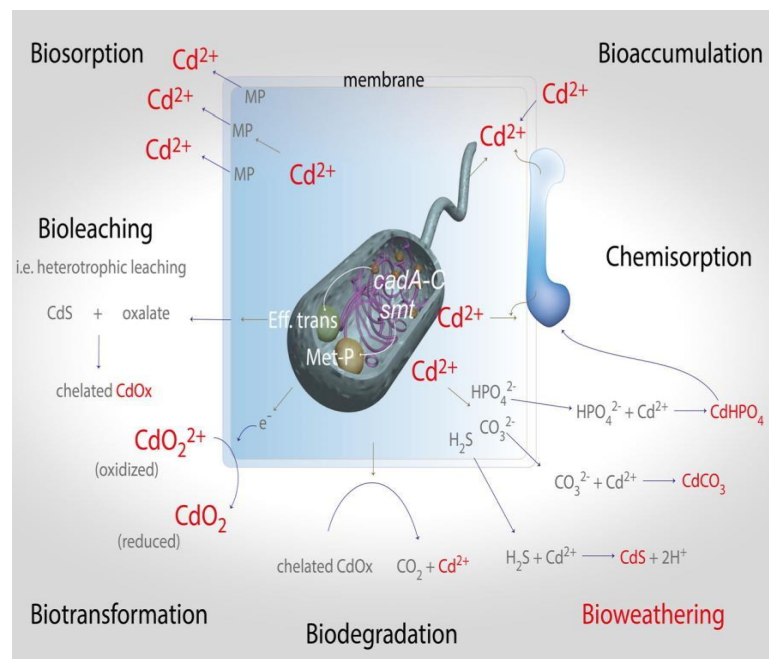 Biosorption
Cd²⁺
Cd²⁺
Cd²⁺
MP
MP
MP
Cd²⁺
membrane
Bioaccumulation
Cd²⁺
Cd²⁺
Bioleaching
i.e. heterotrophic leaching
CdS + oxalate
chelated CdOx
Chemisorption
cadA-C
smt
Eff. trans
Met-P
Cd²⁺
Cd²⁺
HPO₄²⁻
CO₃²⁻
H₂S
HPO₄²⁻ + Cd²⁺ CdHPO₄
CO₃²⁻ + Cd²⁺ CdCO₃
H₂S + Cd²⁺ CdS + 2H⁺
e⁻
CdO₂²⁺
(oxidized)
CdO₂
(reduced)
chelated CdOx CO₂ + Cd²⁺
Biotransformation
Biodegradation
Bioweathering